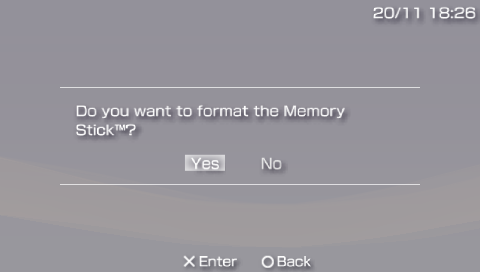 20/11 18:26
Do you want to format the Memory
Stick™?
Yes No
✕ Enter ○ Back